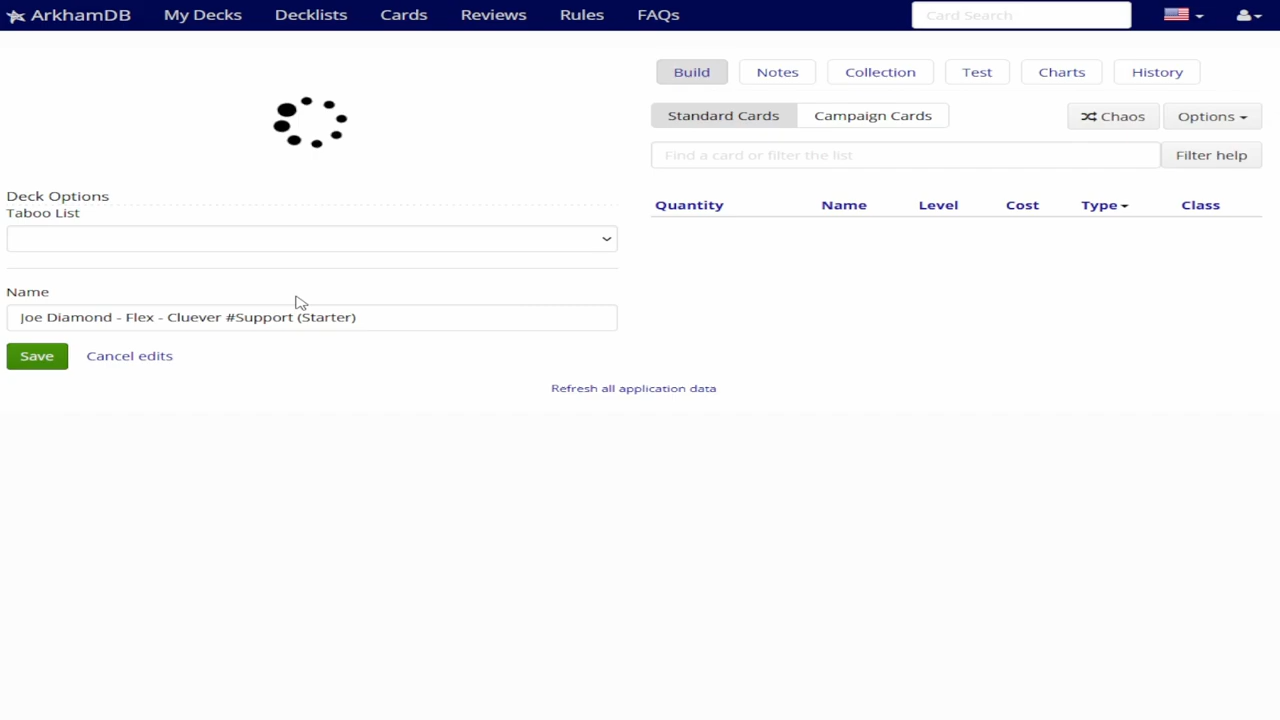 ArkhamDB My Decks Decklists Cards Reviews Rules FAQs Card Search
Build Notes Collection Test Charts History
Standard Cards Campaign Cards Chaos Options
Find a card or filter the list Filter help
Quantity Name Level Cost Type Class
Deck Options
Taboo List
Name
Joe Diamond - Flex - Cluever #Support (Starter)
Save Cancel edits
Refresh all application data